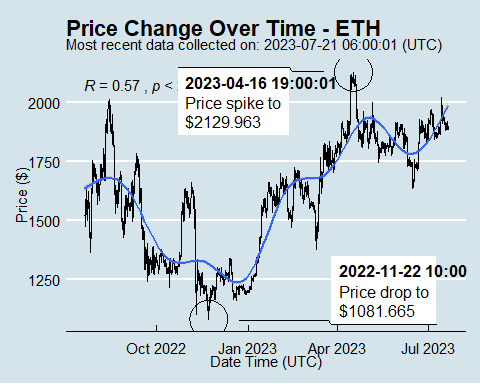 Price Change Over Time - ETH
Most recent data collected on: 2023-07-21 06:00:01 (UTC)
R = 0.57 , p <
2023-04-16 19:00:01
Price spike to
$2129.963
2000
1750
1500
1250
Price ($)
2022-11-22 10:00
Price drop to
$1081.665
Oct 2022
Jan 2023
Apr 2023
Jul 2023
Date Time (UTC)